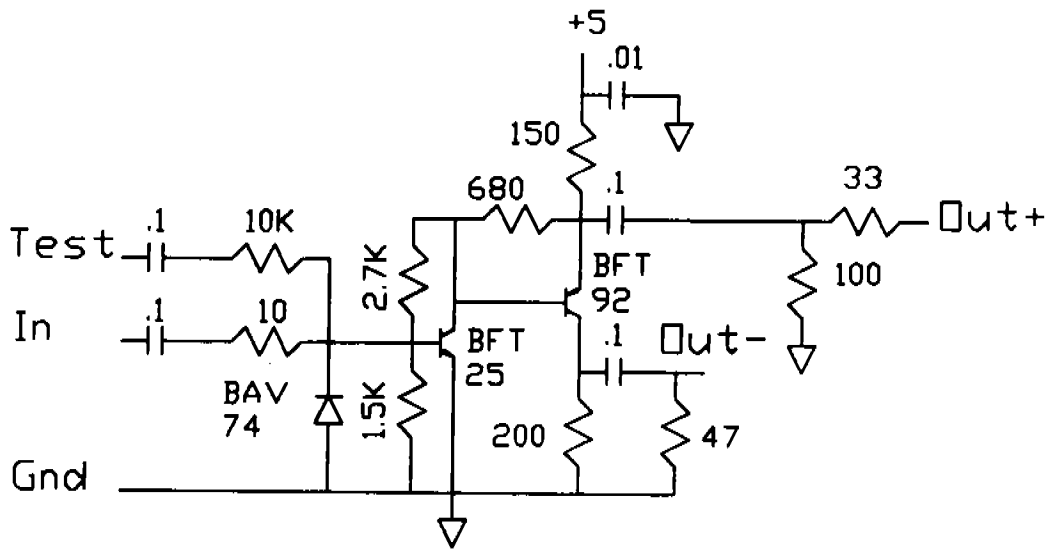 +5
.01
150
680
.1
33
Out+
Test
.1
10K
2.7K
BFT
92
100
In
.1
10
BFT
25
.1
Out-
BAV
74
1.5K
200
47
Gnd